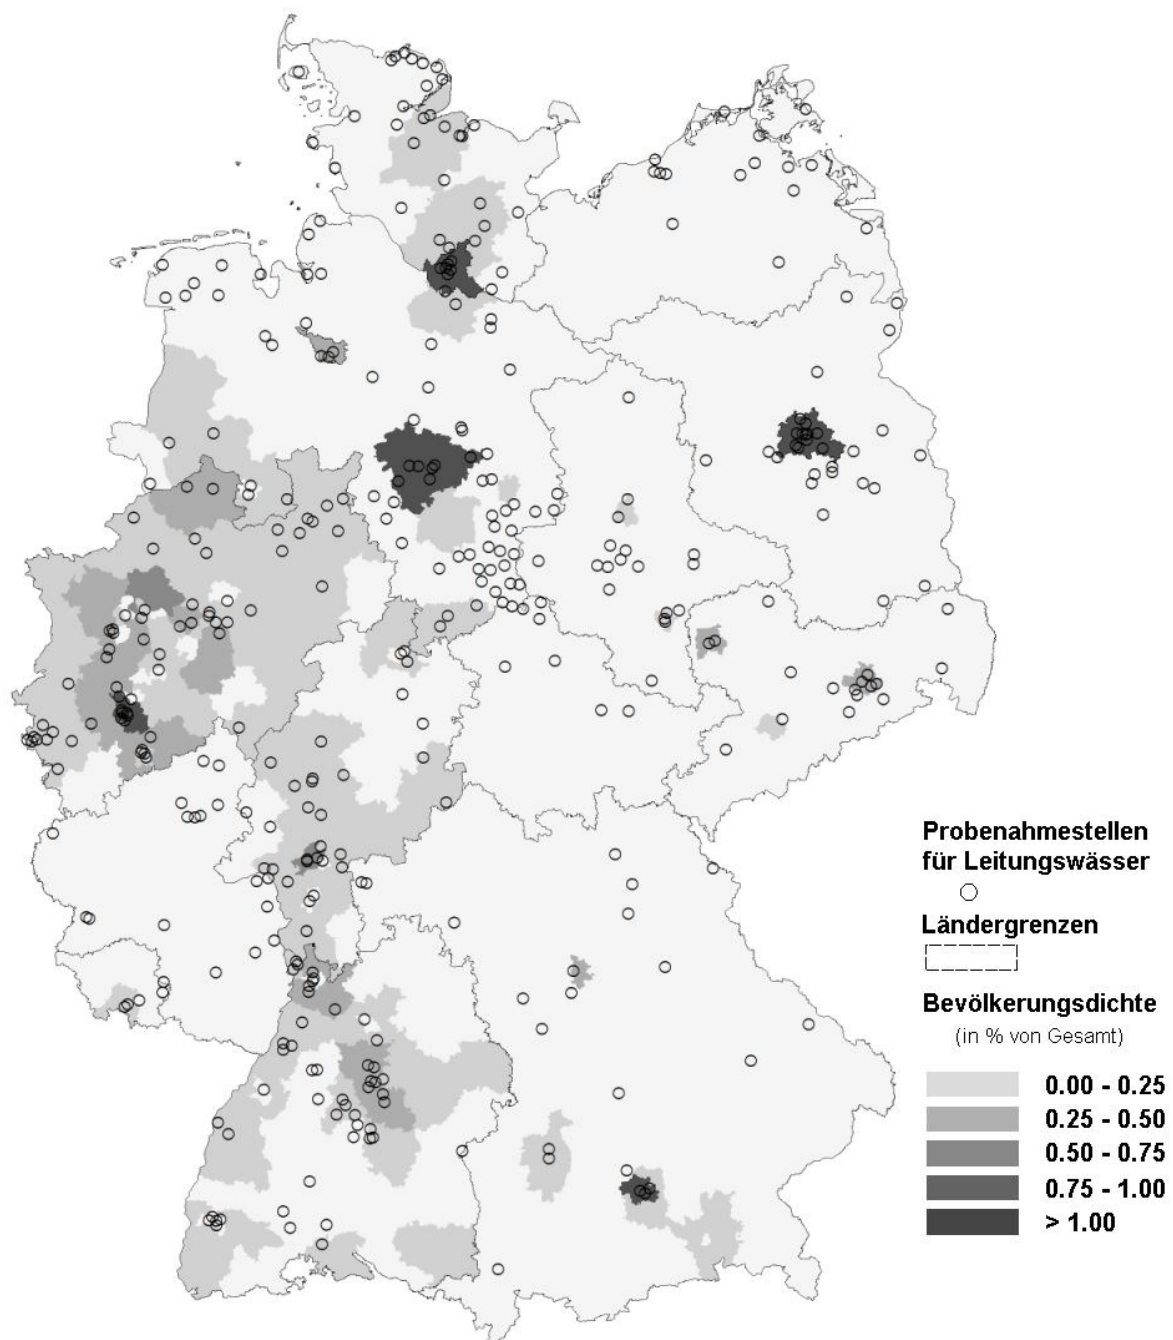 Probenahmestellen
für Leitungswässer
Ländergrenzen
Bevölkerungsdichte
(in % von Gesamt)
0.00 - 0.25
0.25 - 0.50
0.50 - 0.75
0.75 - 1.00
> 1.00